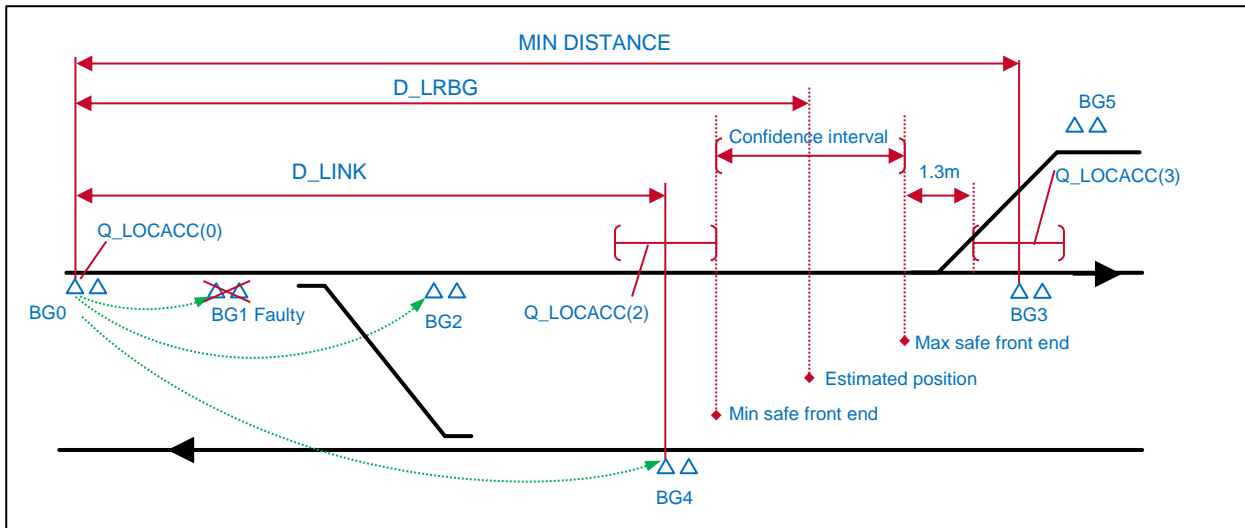 MIN DISTANCE
D_LRBG
BG5
Confidence interval
D_LINK
1.3m
Q_LOCACC(3)
Q_LOCACC(0)
BG0
BG1 Faulty
BG2
Q_LOCACC(2)
BG3
Max safe front end
Estimated position
Min safe front end
BG4